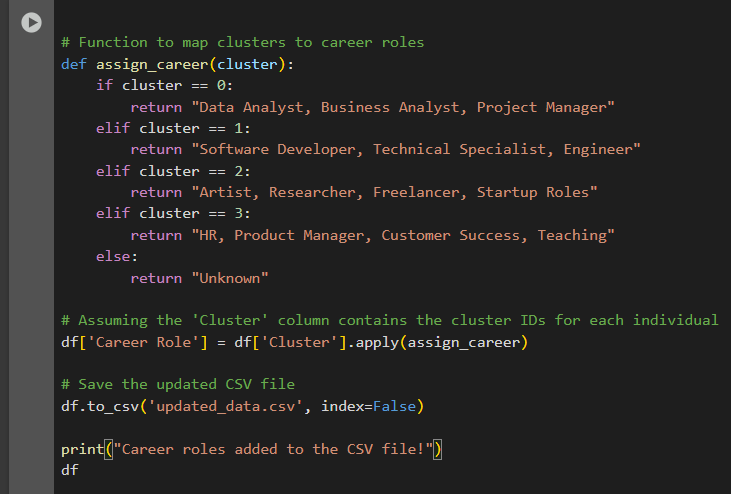 # Function to map clusters to career roles
def assign_career(cluster):
    if cluster == 0:
        return "Data Analyst, Business Analyst, Project Manager"
    elif cluster == 1:
        return "Software Developer, Technical Specialist, Engineer"
    elif cluster == 2:
        return "Artist, Researcher, Freelancer, Startup Roles"
    elif cluster == 3:
        return "HR, Product Manager, Customer Success, Teaching"
    else:
        return "Unknown"
# Assuming the 'Cluster' column contains the cluster IDs for each individual
df['Career Role'] = df['Cluster'].apply(assign_career)
# Save the updated CSV file
df.to_csv('updated_data.csv', index=False)
print("Career roles added to the CSV file!")
df